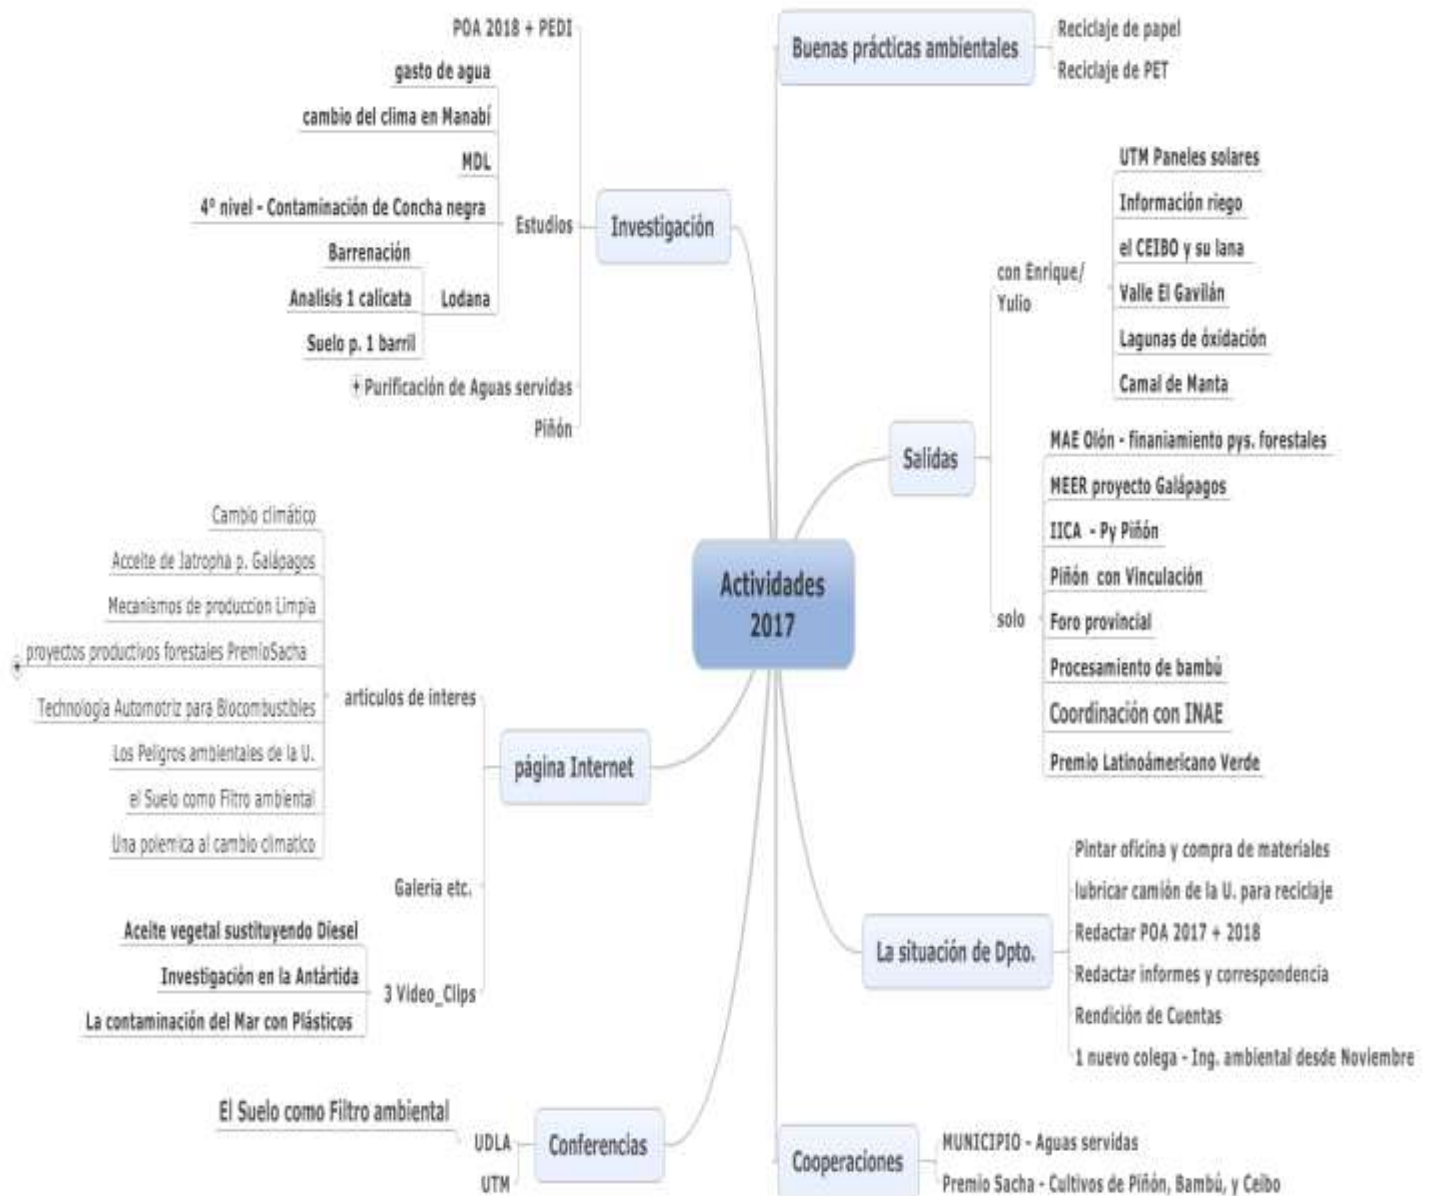 Actividades
2017
Buenas prácticas ambientales
Reciclaje de papel
Reciclaje de PET
Salidas
con Enrique/
Yulio
UTM Paneles solares
Información riego
el CEIBO y su lana
Valle El Gavilán
Lagunas de óxidación
Camal de Manta
solo
MAE Olón - finaniamiento pys. forestales
MEER proyecto Galápagos
IICA - Py Piñón
Piñón con Vinculación
Foro provincial
Procesamiento de bambú
Coordinación con INAE
Premio Latinoámericano Verde
La situación de Dpto.
Pintar oficina y compra de materiales
lubricar camión de la U. para reciclaje
Redactar POA 2017 + 2018
Redactar informes y correspondencia
Rendición de Cuentas
1 nuevo colega - Ing. ambiental desde Noviembre
Cooperaciones
MUNICIPIO - Aguas servidas
Premio Sacha - Cultivos de Piñón, Bambú, y Ceibo
Investigación
POA 2018 + PEDI
Estudios
gasto de agua
cambio del clima en Manabí
MDL
4º nivel - Contaminación de Concha negra
Lodana
Barrenación
Analisis 1 calicata
Suelo p. 1 barril
Purificación de Aguas servidas
Piñón
página Internet
articulos de interes
Cambio climático
Acceite de Jatropha p. Galápagos
Mecanismos de produccion Limpia
proyectos productivos forestales PremioSacha
Technologia Automotriz para Biocombustibles
Los Peligros ambientales de la U.
el Suelo como Filtro ambiental
Una polemica al cambio climatico
Galeria etc.
3 Video_Clips
Aceite vegetal sustituyendo Diesel
Investigación en la Antártida
La contaminación del Mar con Plásticos
Conferencias
UDLA
El Suelo como Filtro ambiental
UTM